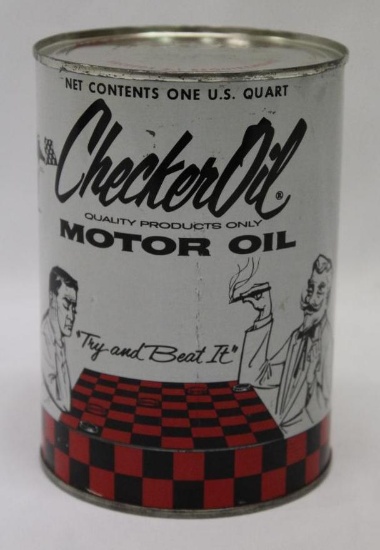 NET CONTENTS ONE U.S. QUART
CheckerOil®
QUALITY PRODUCTS ONLY
MOTOR OIL
"Try and Beat It"